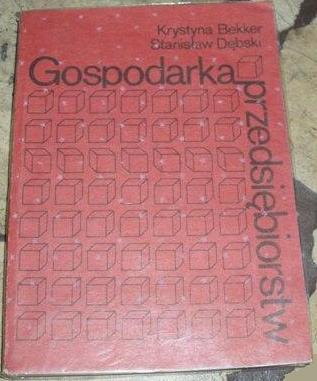 Krystyna Bekker
Stanisław Dębski
Gospodarka
przedsiębiorstw